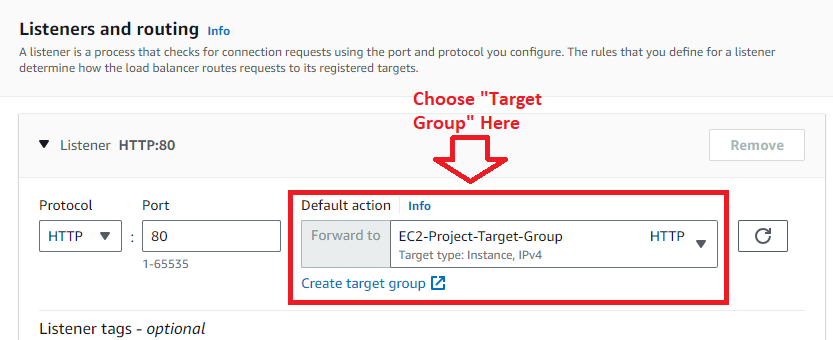 Listeners and routing Info
A listener is a process that checks for connection requests using the port and protocol you configure. The rules that you define for a listener
determine how the load balancer routes requests to its registered targets.
Choose "Target
Group" Here
Listener HTTP:80
Remove
Protocol Port Default action Info
HTTP : 80 Forward to EC2-Project-Target-Group HTTP
Target type: Instance, IPv4
1-65535
Create target group
Listener tags - optional